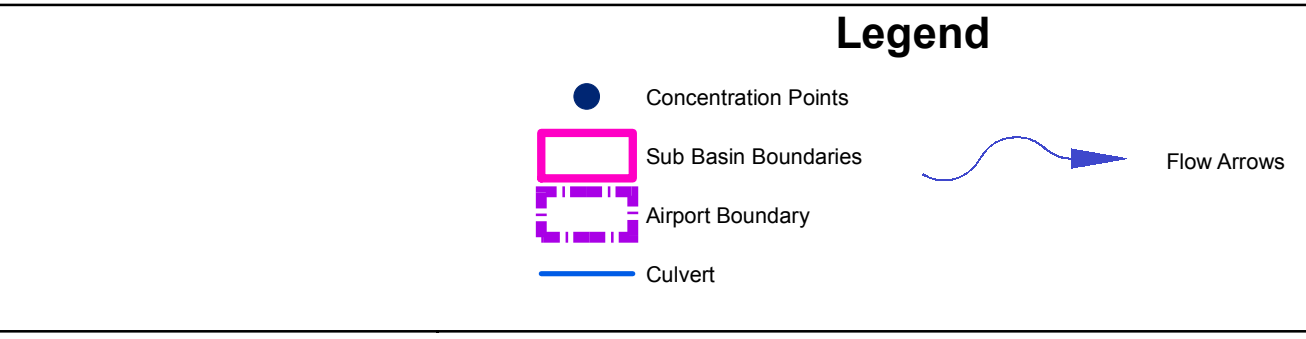 Legend
Concentration Points
Sub Basin Boundaries
Flow Arrows
Airport Boundary
Culvert